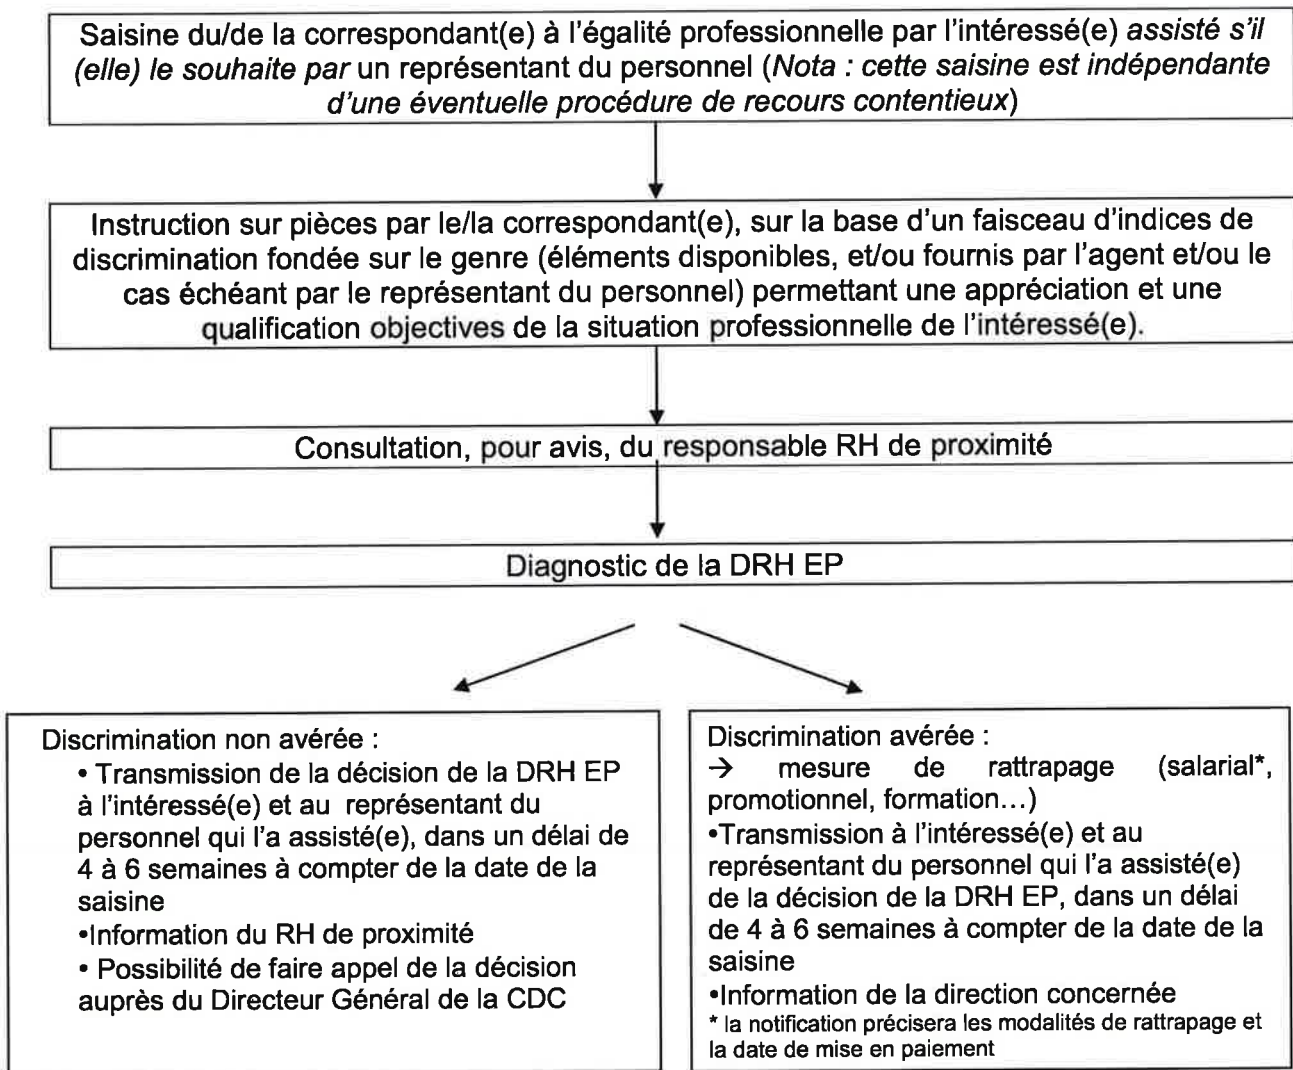 Saisine du/de la correspondant(e) à l'égalité professionnelle par l'intéressé(e) assisté s'il
(elle) le souhaite par un représentant du personnel (Nota : cette saisine est indépendante
d'une éventuelle procédure de recours contentieux)
Instruction sur pièces par le/la correspondant(e), sur la base d'un faisceau d'indices de
discrimination fondée sur le genre (éléments disponibles, et/ou fournis par l'agent et/ou le
cas échéant par le représentant du personnel) permettant une appréciation et une
qualification objectives de la situation professionnelle de l'intéressé(e).
Consultation, pour avis, du responsable RH de proximité
Diagnostic de la DRH EP
Discrimination non avérée :
• Transmission de la décision de la DRH EP
à l'intéressé(e) et au représentant du
personnel qui l'a assisté(e), dans un délai de
4 à 6 semaines à compter de la date de la
saisine
•Information du RH de proximité
• Possibilité de faire appel de la décision
auprès du Directeur Général de la CDC
Discrimination avérée :
→ mesure de rattrapage (salarial*,
promotionnel, formation…)
•Transmission à l'intéressé(e) et au
représentant du personnel qui l'a assisté(e)
de la décision de la DRH EP, dans un délai
de 4 à 6 semaines à compter de la date de la
saisine
•Information de la direction concernée
* la notification précisera les modalités de rattrapage et
la date de mise en paiement